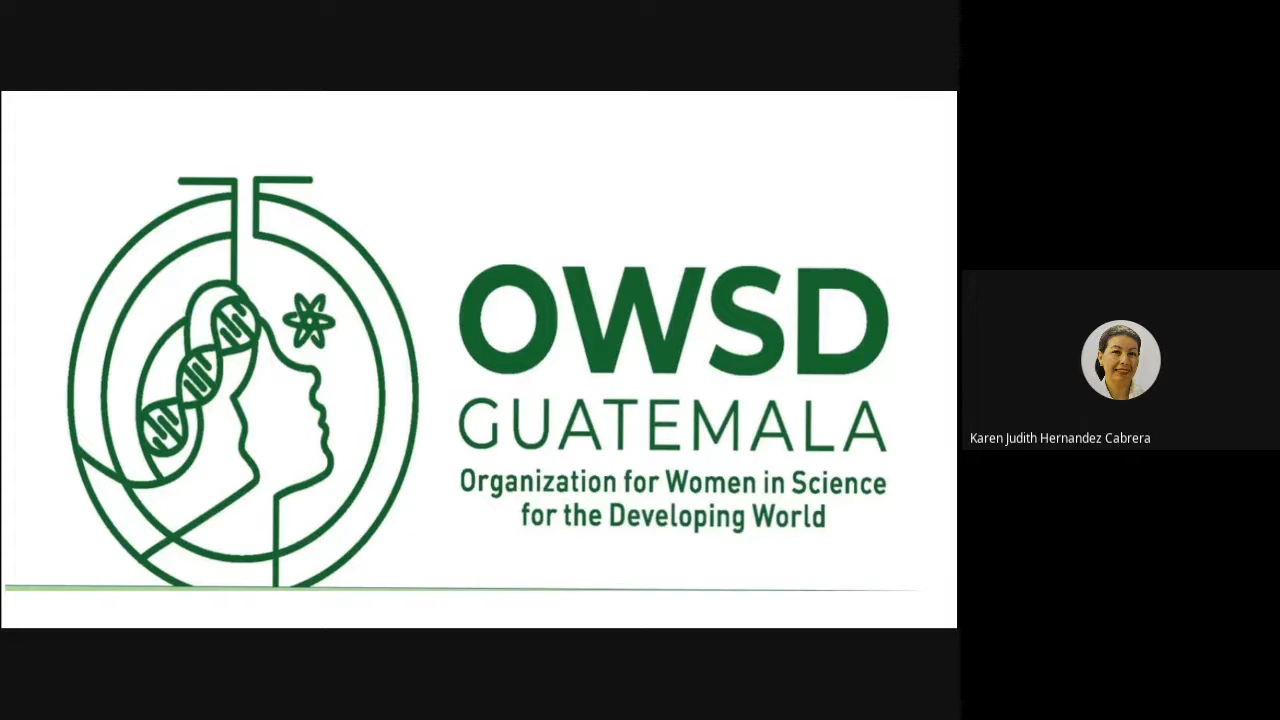 OWSD
GUATEMALA
Organization for Women in Science
for the Developing World
Karen Judith Hernandez Cabrera